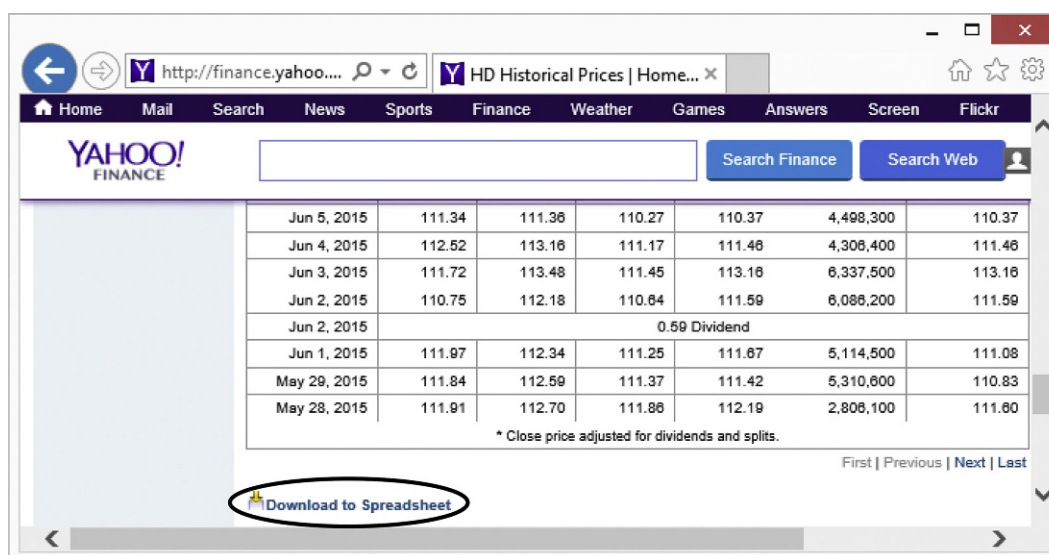 http://finance.yahoo.... HD Historical Prices | Home...
Home Mail Search News Sports Finance Weather Games Answers Screen Flickr
YAHOO!
FINANCE
Search Finance Search Web
Jun 5, 2015 111.34 111.36 110.27 110.37 4,498,300 110.37
Jun 4, 2015 112.52 113.16 111.17 111.46 4,306,400 111.46
Jun 3, 2015 111.72 113.48 111.45 113.16 6,337,500 113.16
Jun 2, 2015 110.75 112.18 110.64 111.59 6,086,200 111.59
Jun 2, 2015 0.59 Dividend
Jun 1, 2015 111.97 112.34 111.25 111.67 5,114,500 111.08
May 29, 2015 111.84 112.59 111.37 111.42 5,310,600 110.83
May 28, 2015 111.91 112.70 111.86 112.19 2,806,100 111.60
* Close price adjusted for dividends and splits.
First | Previous | Next | Last
Download to Spreadsheet